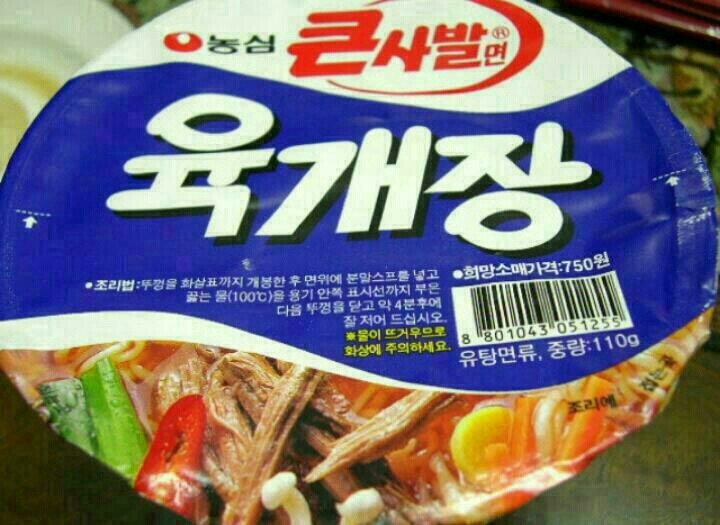 농심 큰사발면®
육개장
•조리법:뚜껑을 화살표까지 개봉한 후 면위에 분말스프를 넣고
끓는 물(100℃)을 용기 안쪽 표시선까지 부은
다음 뚜껑을 닫고 약 4분후에
잘 저어 드십시오.
※물이 뜨거우므로
화상에 주의하세요.
•희망소매가격:750원
8 801043 051255
유탕면류, 중량:110g
조리예